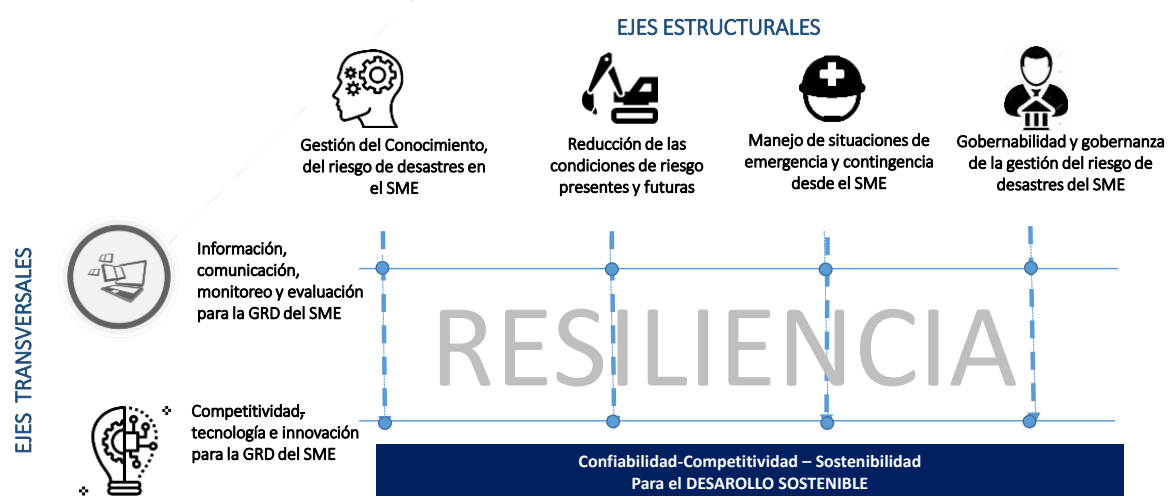 EJES ESTRUCTURALES
Gestión del Conocimiento,
del riesgo de desastres en
el SME
Reducción de las
condiciones de riesgo
presentes y futuras
Manejo de situaciones de
emergencia y contingencia
desde el SME
Gobernabilidad y gobernanza
de la gestión del riesgo de
desastres del SME
EJES TRANSVERSALES
Información,
comunicación,
monitoreo y evaluación
para la GRD del SME
RESILIENCIA
Competitividad,
tecnología e innovación
para la GRD del SME
Confiabilidad-Competitividad – Sostenibilidad
Para el DESAROLLO SOSTENIBLE